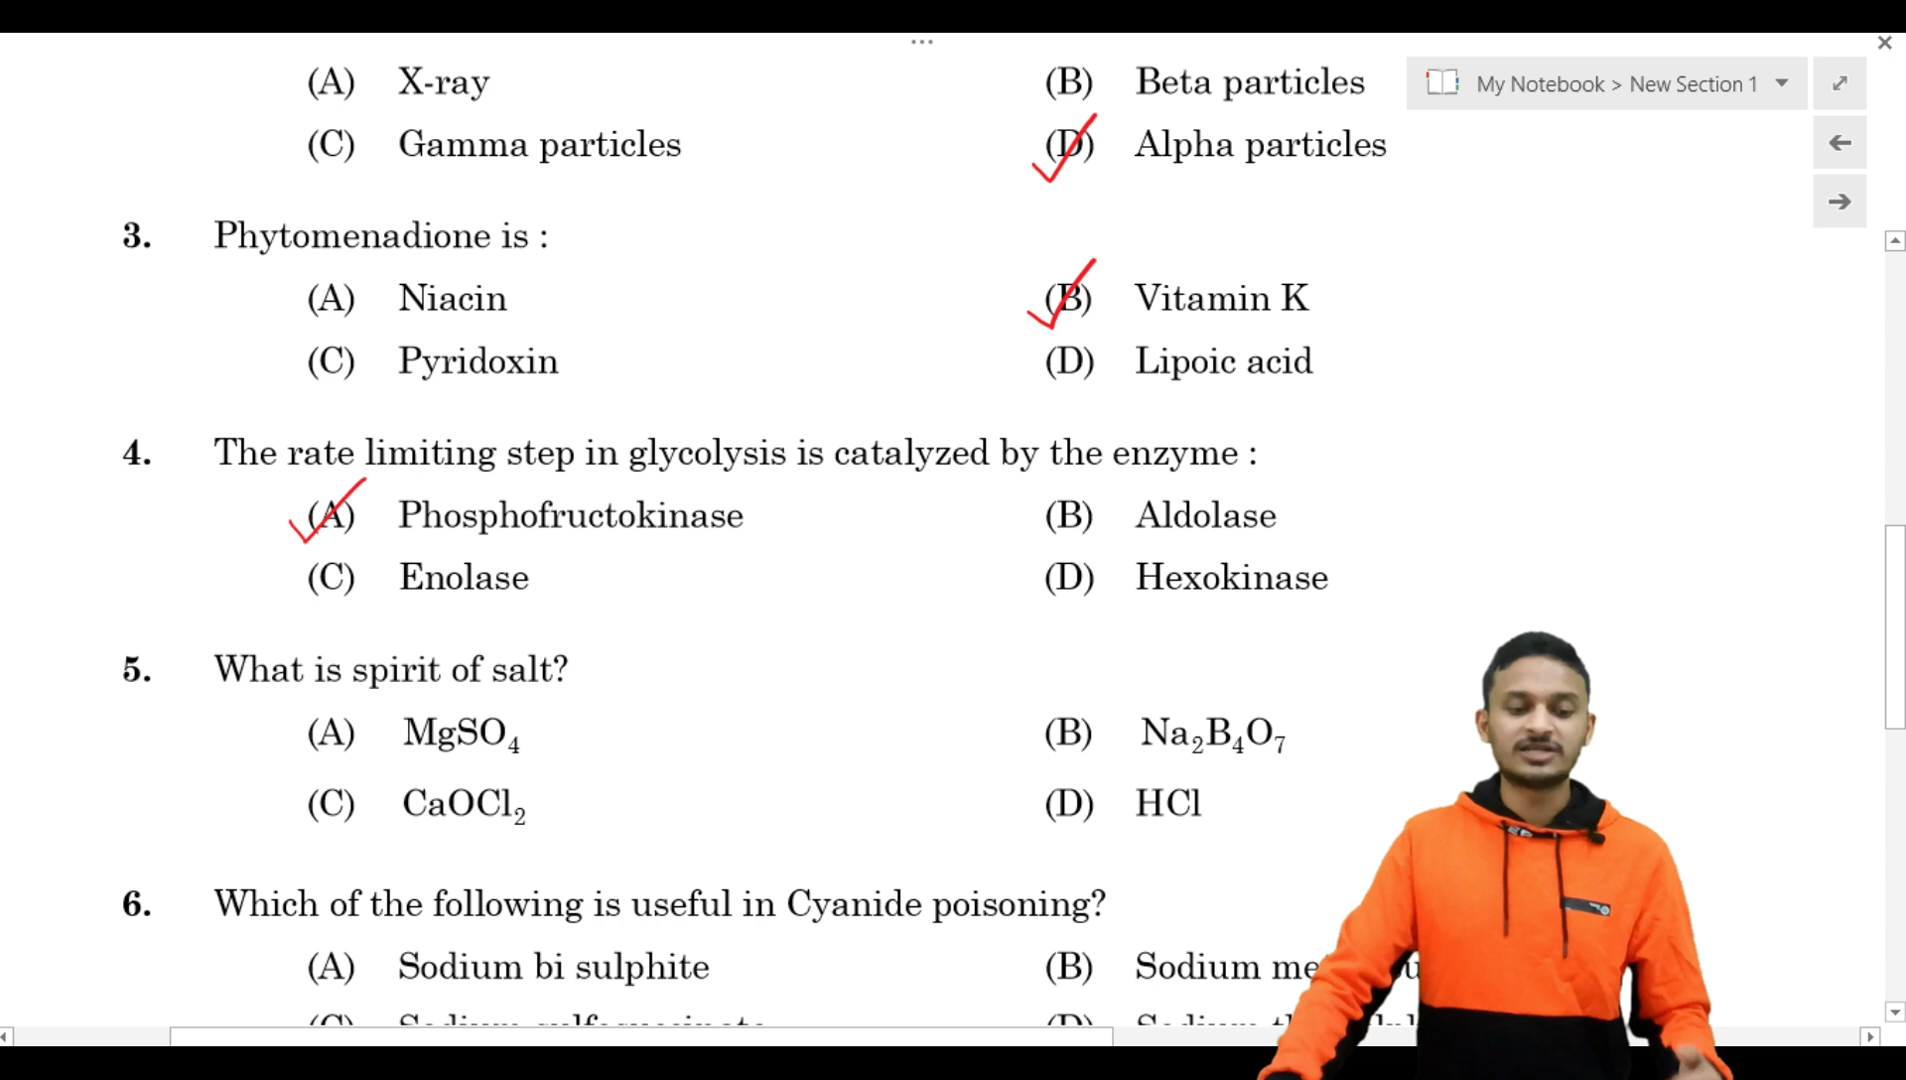 (A) X-ray (B) Beta particles
My Notebook > New Section 1
(C) Gamma particles (D) Alpha particles
3. Phytomenadione is :
(A) Niacin (B) Vitamin K
(C) Pyridoxin (D) Lipoic acid
4. The rate limiting step in glycolysis is catalyzed by the enzyme :
(A) Phosphofructokinase (B) Aldolase
(C) Enolase (D) Hexokinase
5. What is spirit of salt?
(A) MgSO₄ (B) Na₂B₄O₇
(C) CaOCl₂ (D) HCl
6. Which of the following is useful in Cyanide poisoning?
(A) Sodium bi sulphite (B) Sodium
(C) Sodium (D) Sodium